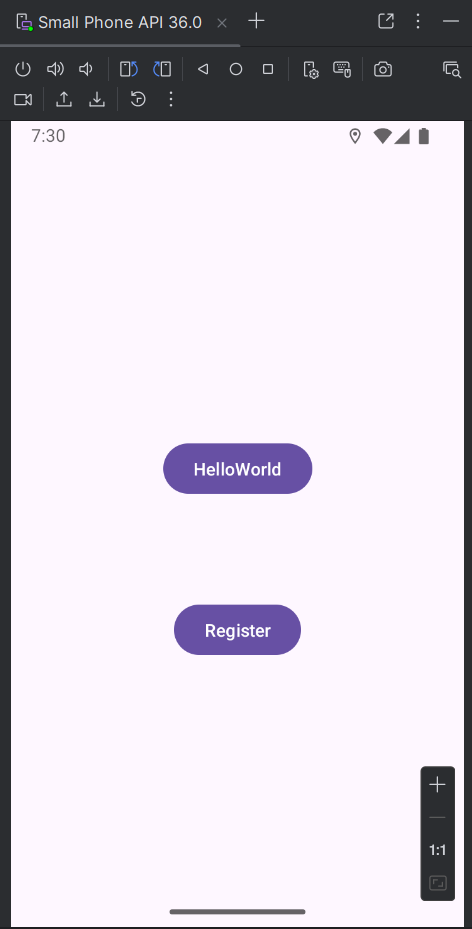 Small Phone API 36.0
7:30
HelloWorld
Register
1:1